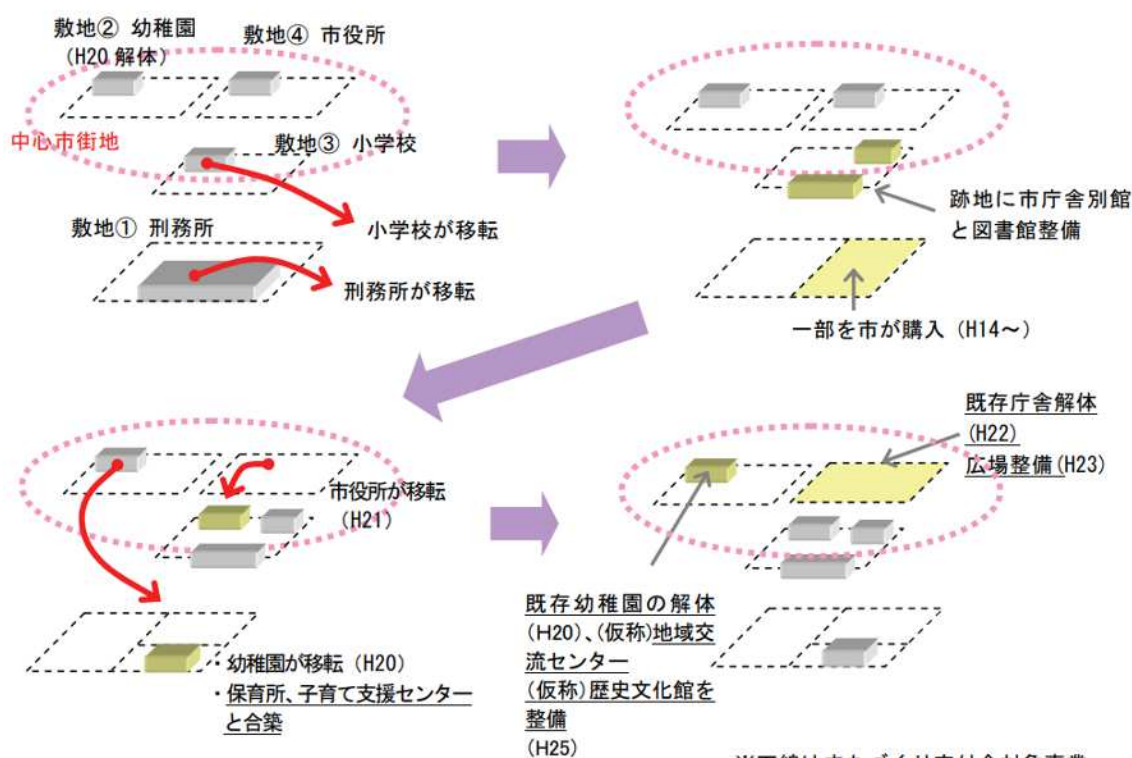 敷地② 幼稚園
(H20 解体)
敷地④ 市役所
中心市街地
敷地③ 小学校
小学校が移転
敷地① 刑務所
刑務所が移転
跡地に市庁舎別館
と図書館整備
一部を市が購入 (H14~)
市役所が移転
(H21)
・幼稚園が移転 (H20)
・保育所、子育て支援センター
と合築
既存庁舎解体
(H22)
広場整備(H23)
既存幼稚園の解体
(H20)、(仮称)地域交
流センター
(仮称)歴史文化館を
整備
(H25)